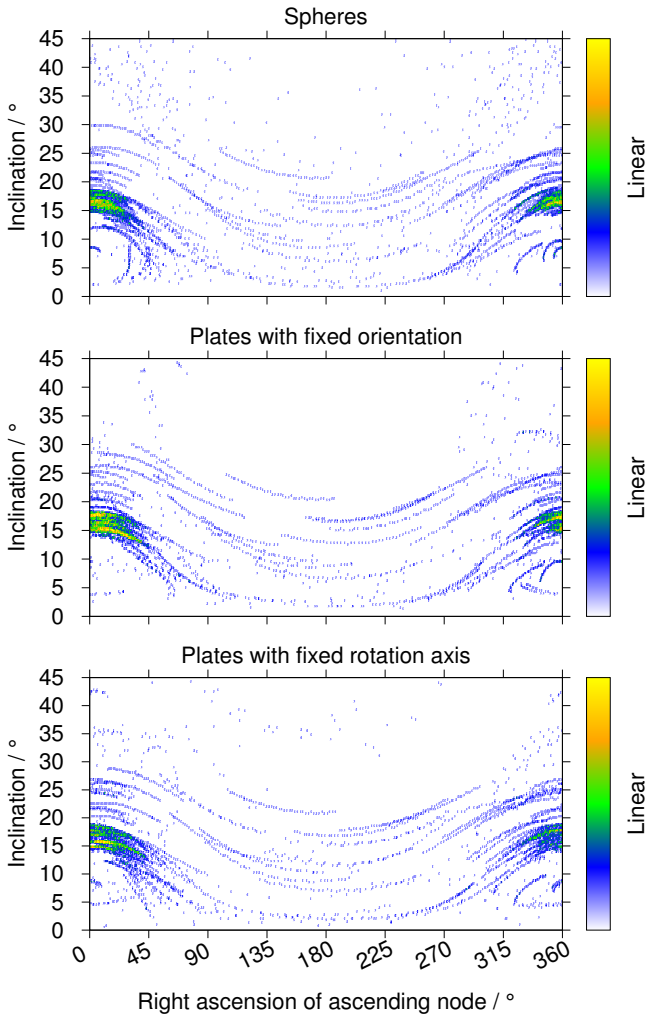 Spheres
45
40
35
30
25
20
15
10
5
0
Inclination / °
Linear
Plates with fixed orientation
45
40
35
30
25
20
15
10
5
0
Inclination / °
Linear
Plates with fixed rotation axis
45
40
35
30
25
20
15
10
5
0
Inclination / °
Linear
0 45 90 135 180 225 270 315 360
Right ascension of ascending node / °